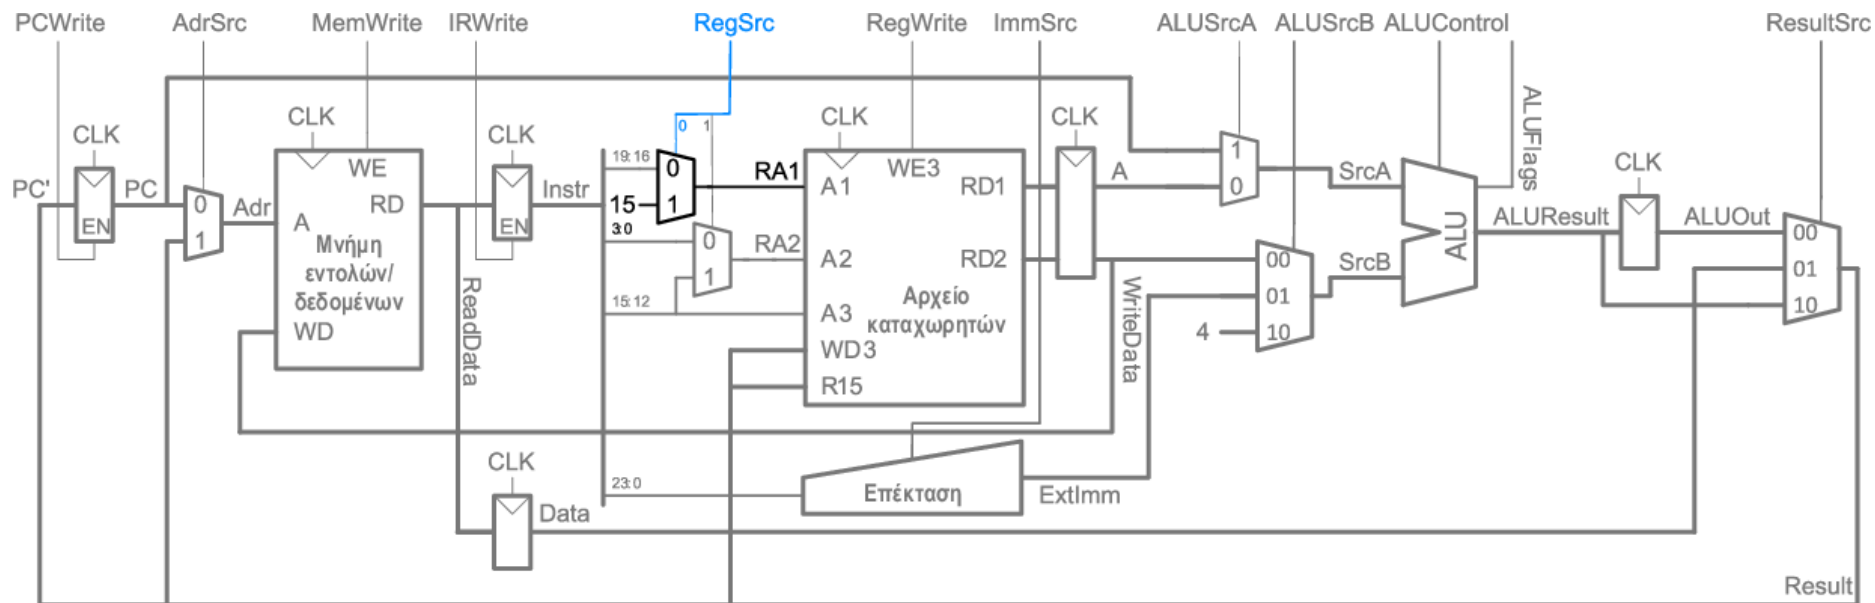 PCWrite AdrSrc MemWrite IRWrite RegSrc RegWrite ImmSrc ALUSrcA ALUSrcB ALUControl ResultSrc
0 1
CLK CLK CLK CLK CLK CLK
ALUFlags
19:16 0 RA1 A1 WE3 RD1 A 1 0 SrcA
PC' PC EN 0 1 Adr WE A RD WD Instr EN 15 1
3:0 0 1 RA2 A2 RD2 00 01 10 SrcB ALU ALUResult ALUOut 00 01 10
Μνήμη
εντολών/
δεδομένων
ReadData
15:12 A3
Αρχείο
καταχωρητών
WriteData
4
WD3
R15
CLK
23:0 Επέκταση ExtImm
Data
Result